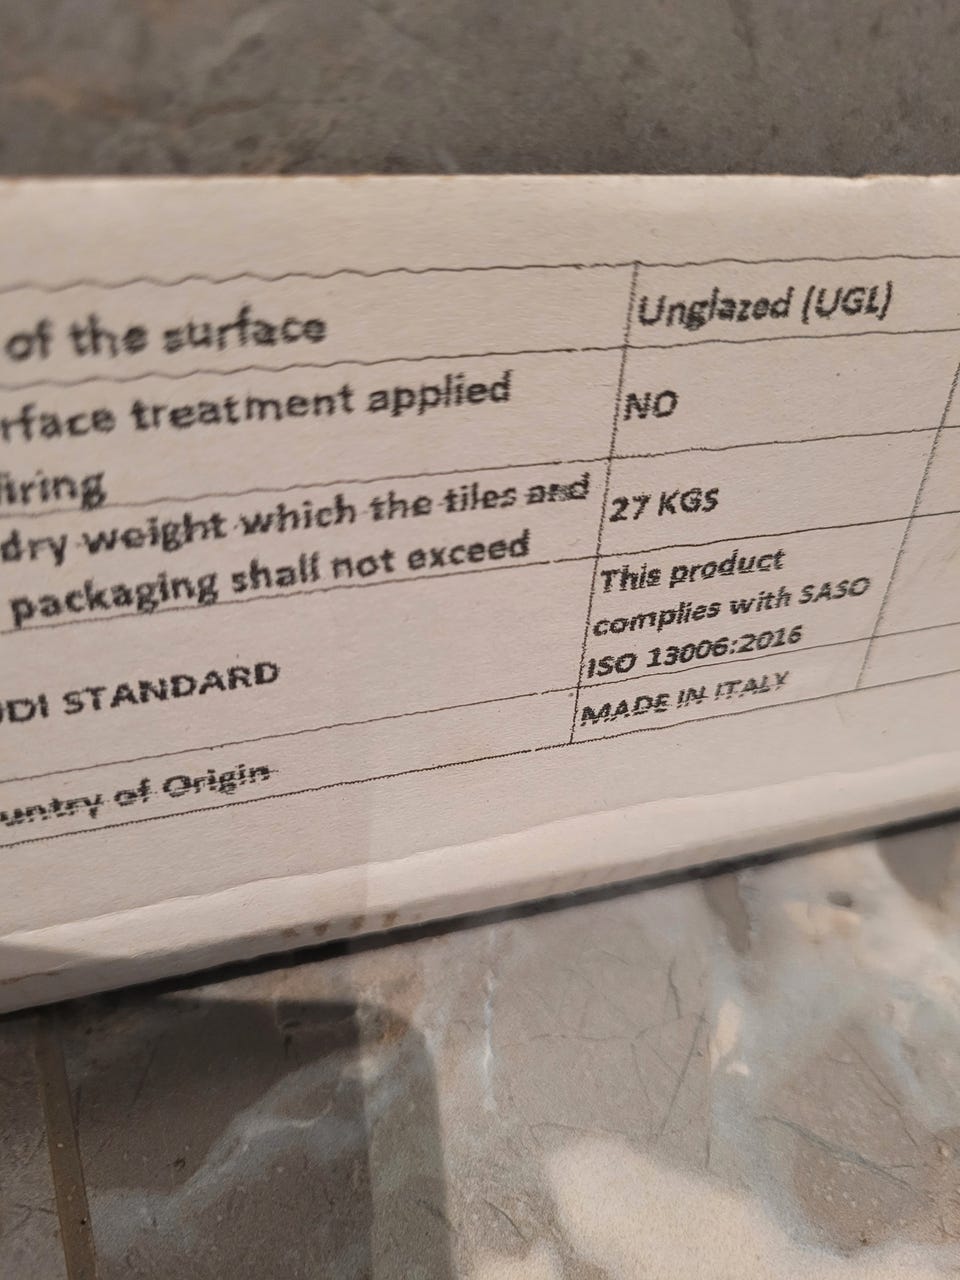 of the surface Unglazed (UGL)
rface treatment applied NO
firing
dry weight which the tiles and 27 KGS
packaging shall not exceed
This product
complies with SASO
DI STANDARD ISO 13006:2016
untry of Origin MADE IN ITALY